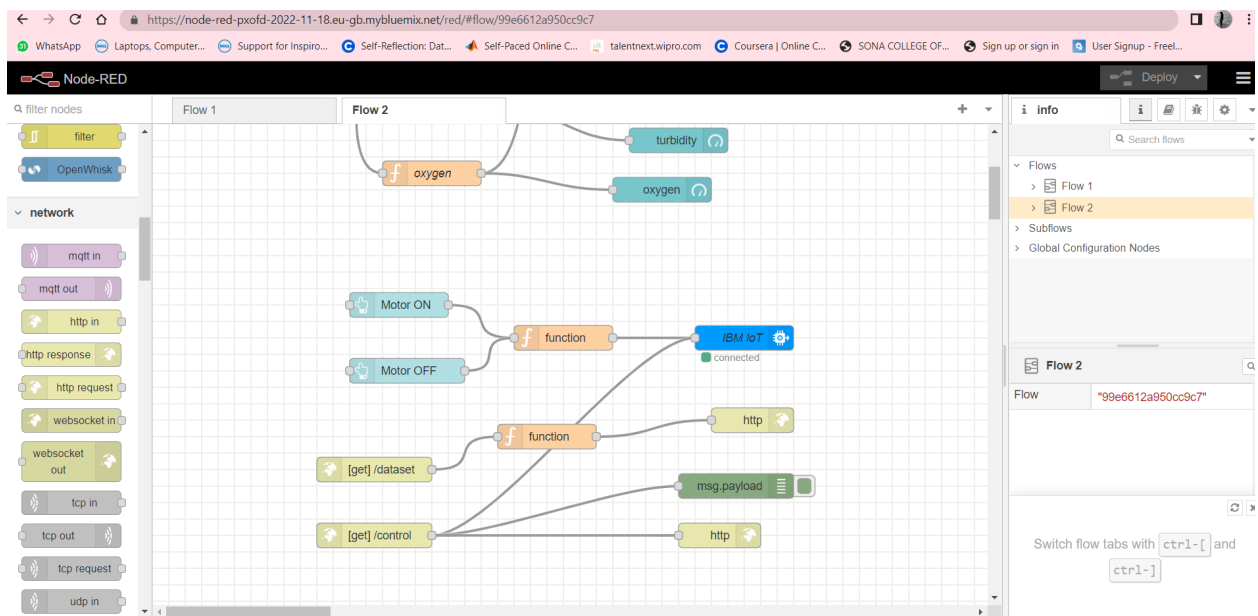 https://node-red-pxofd-2022-11-18.eu-gb.mybluemix.net/red/#flow/99e6612a950cc9c7
WhatsApp Laptops, Computer... Support for Inspiro... Self-Reflection: Dat... Self-Paced Online C... talentnext.wipro.com Coursera | Online C... SONA COLLEGE OF... Sign up or sign in User Signup - Freel...
Node-RED Deploy
filter nodes
filter
OpenWhisk
network
mqtt in
mqtt out
http in
http response
http request
websocket in
websocket
out
tcp in
tcp out
tcp request
udp in
Flow 1 Flow 2
turbidity
oxygen
oxygen
Motor ON
function
IBM IoT
connected
Motor OFF
http
function
[get] /dataset
msg.payload
[get] /control
http
i info i
Search flows
Flows
Flow 1
Flow 2
Subflows
Global Configuration Nodes
Flow 2
Flow "99e6612a950cc9c7"
Switch flow tabs with ctrl-[ and
ctrl-]